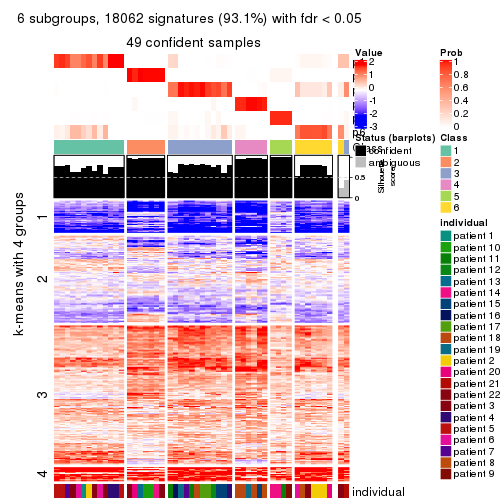 6 subgroups, 18062 signatures (93.1%) with fdr < 0.05
49 confident samples
k-means with 4 groups
1
2
3
4
individual
Value
2
1
0
-1
-2
-3
Status (barplots)
confident
ambiguous
0.5
0
Silhouette
score
Prob
1
0.8
0.6
0.4
0.2
0
Class
1
2
3
4
5
6
individual
patient 1
patient 10
patient 11
patient 12
patient 13
patient 14
patient 15
patient 16
patient 17
patient 18
patient 19
patient 2
patient 20
patient 21
patient 22
patient 3
patient 4
patient 5
patient 6
patient 7
patient 8
patient 9